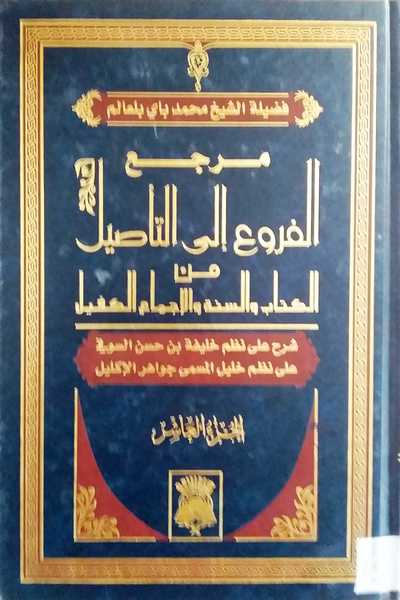 فضيلة الشيخ محمد باي بلعالم
مرجع
الفروع إلى التأصيل
من
الكتاب والسنة والإجماع الكفيل
شرح على نظم خليفة بن حسن السوفي
على نظم خليل المسمى جواهر الإكليل
الجزء العاشر